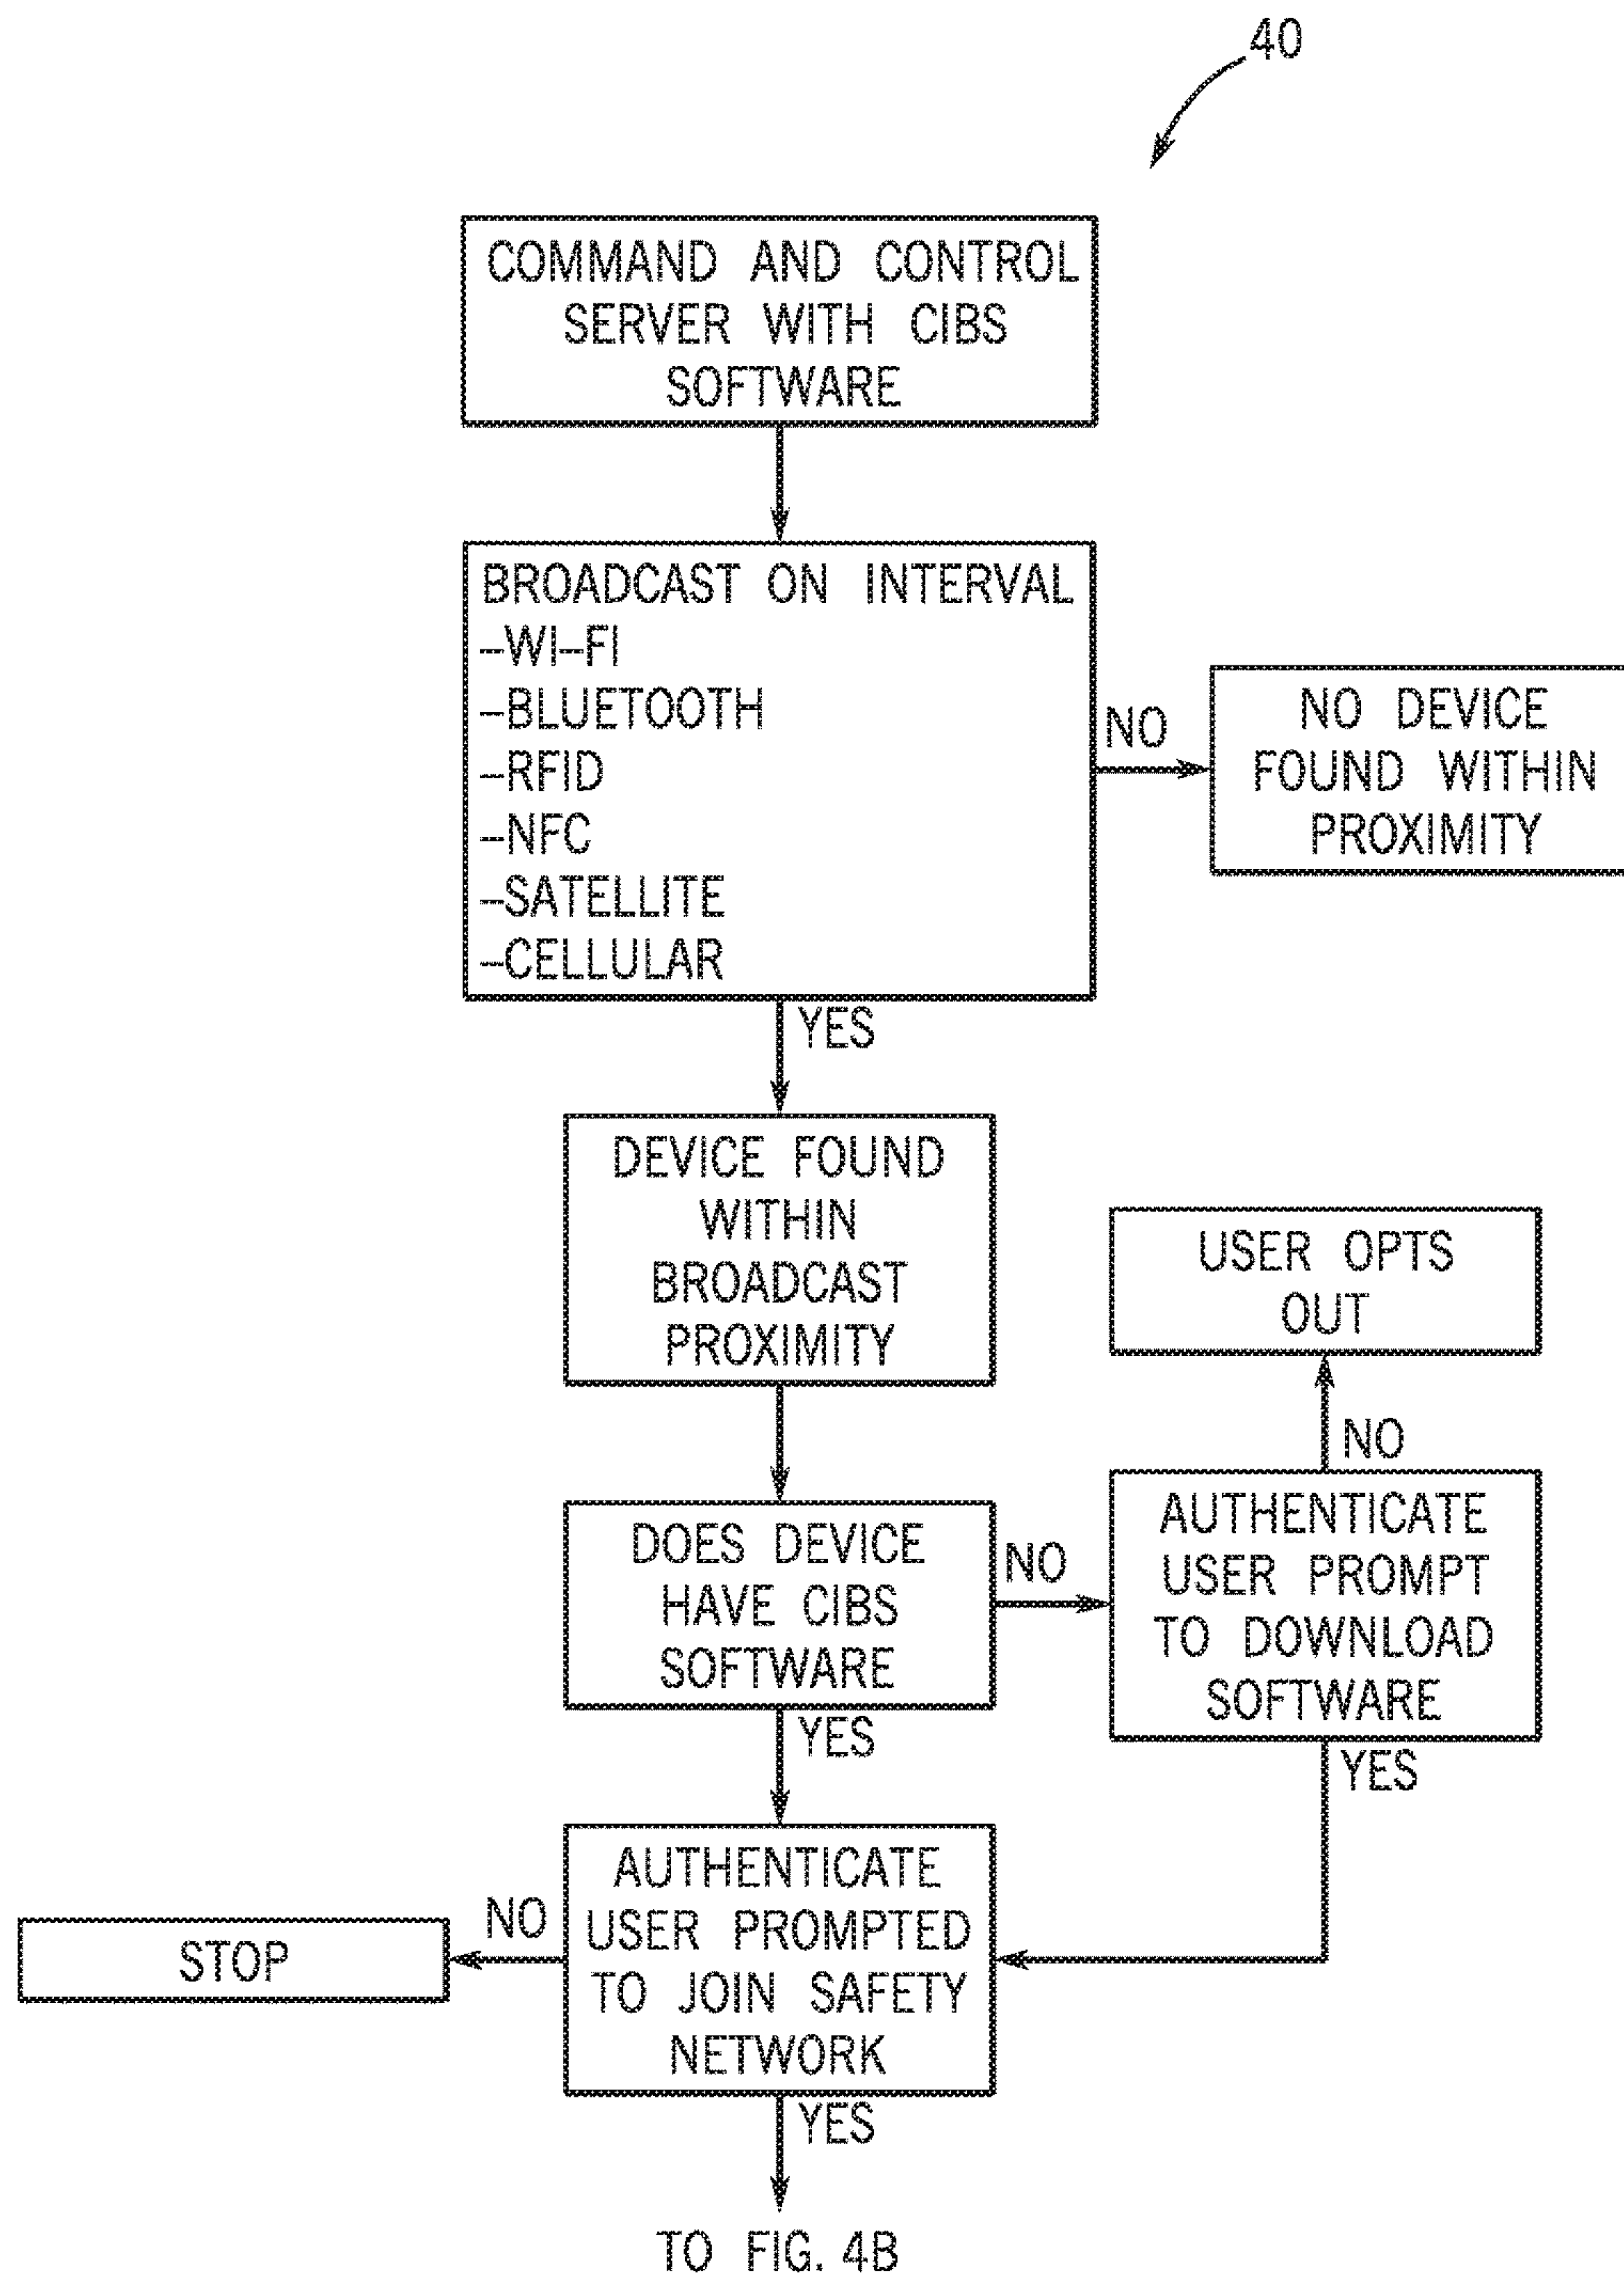 40
COMMAND AND CONTROL
SERVER WITH CIBS
SOFTWARE
BROADCAST ON INTERVAL
-WI-FI
-BLUETOOTH
-RFID
-NFC
-SATELLITE
-CELLULAR
NO
NO DEVICE
FOUND WITHIN
PROXIMITY
YES
DEVICE FOUND
WITHIN
BROADCAST
PROXIMITY
USER OPTS
OUT
NO
DOES DEVICE
HAVE CIBS
SOFTWARE
NO
AUTHENTICATE
USER PROMPT
TO DOWNLOAD
SOFTWARE
YES
YES
AUTHENTICATE
USER PROMPTED
TO JOIN SAFETY
NETWORK
NO
STOP
YES
TO FIG. 4B